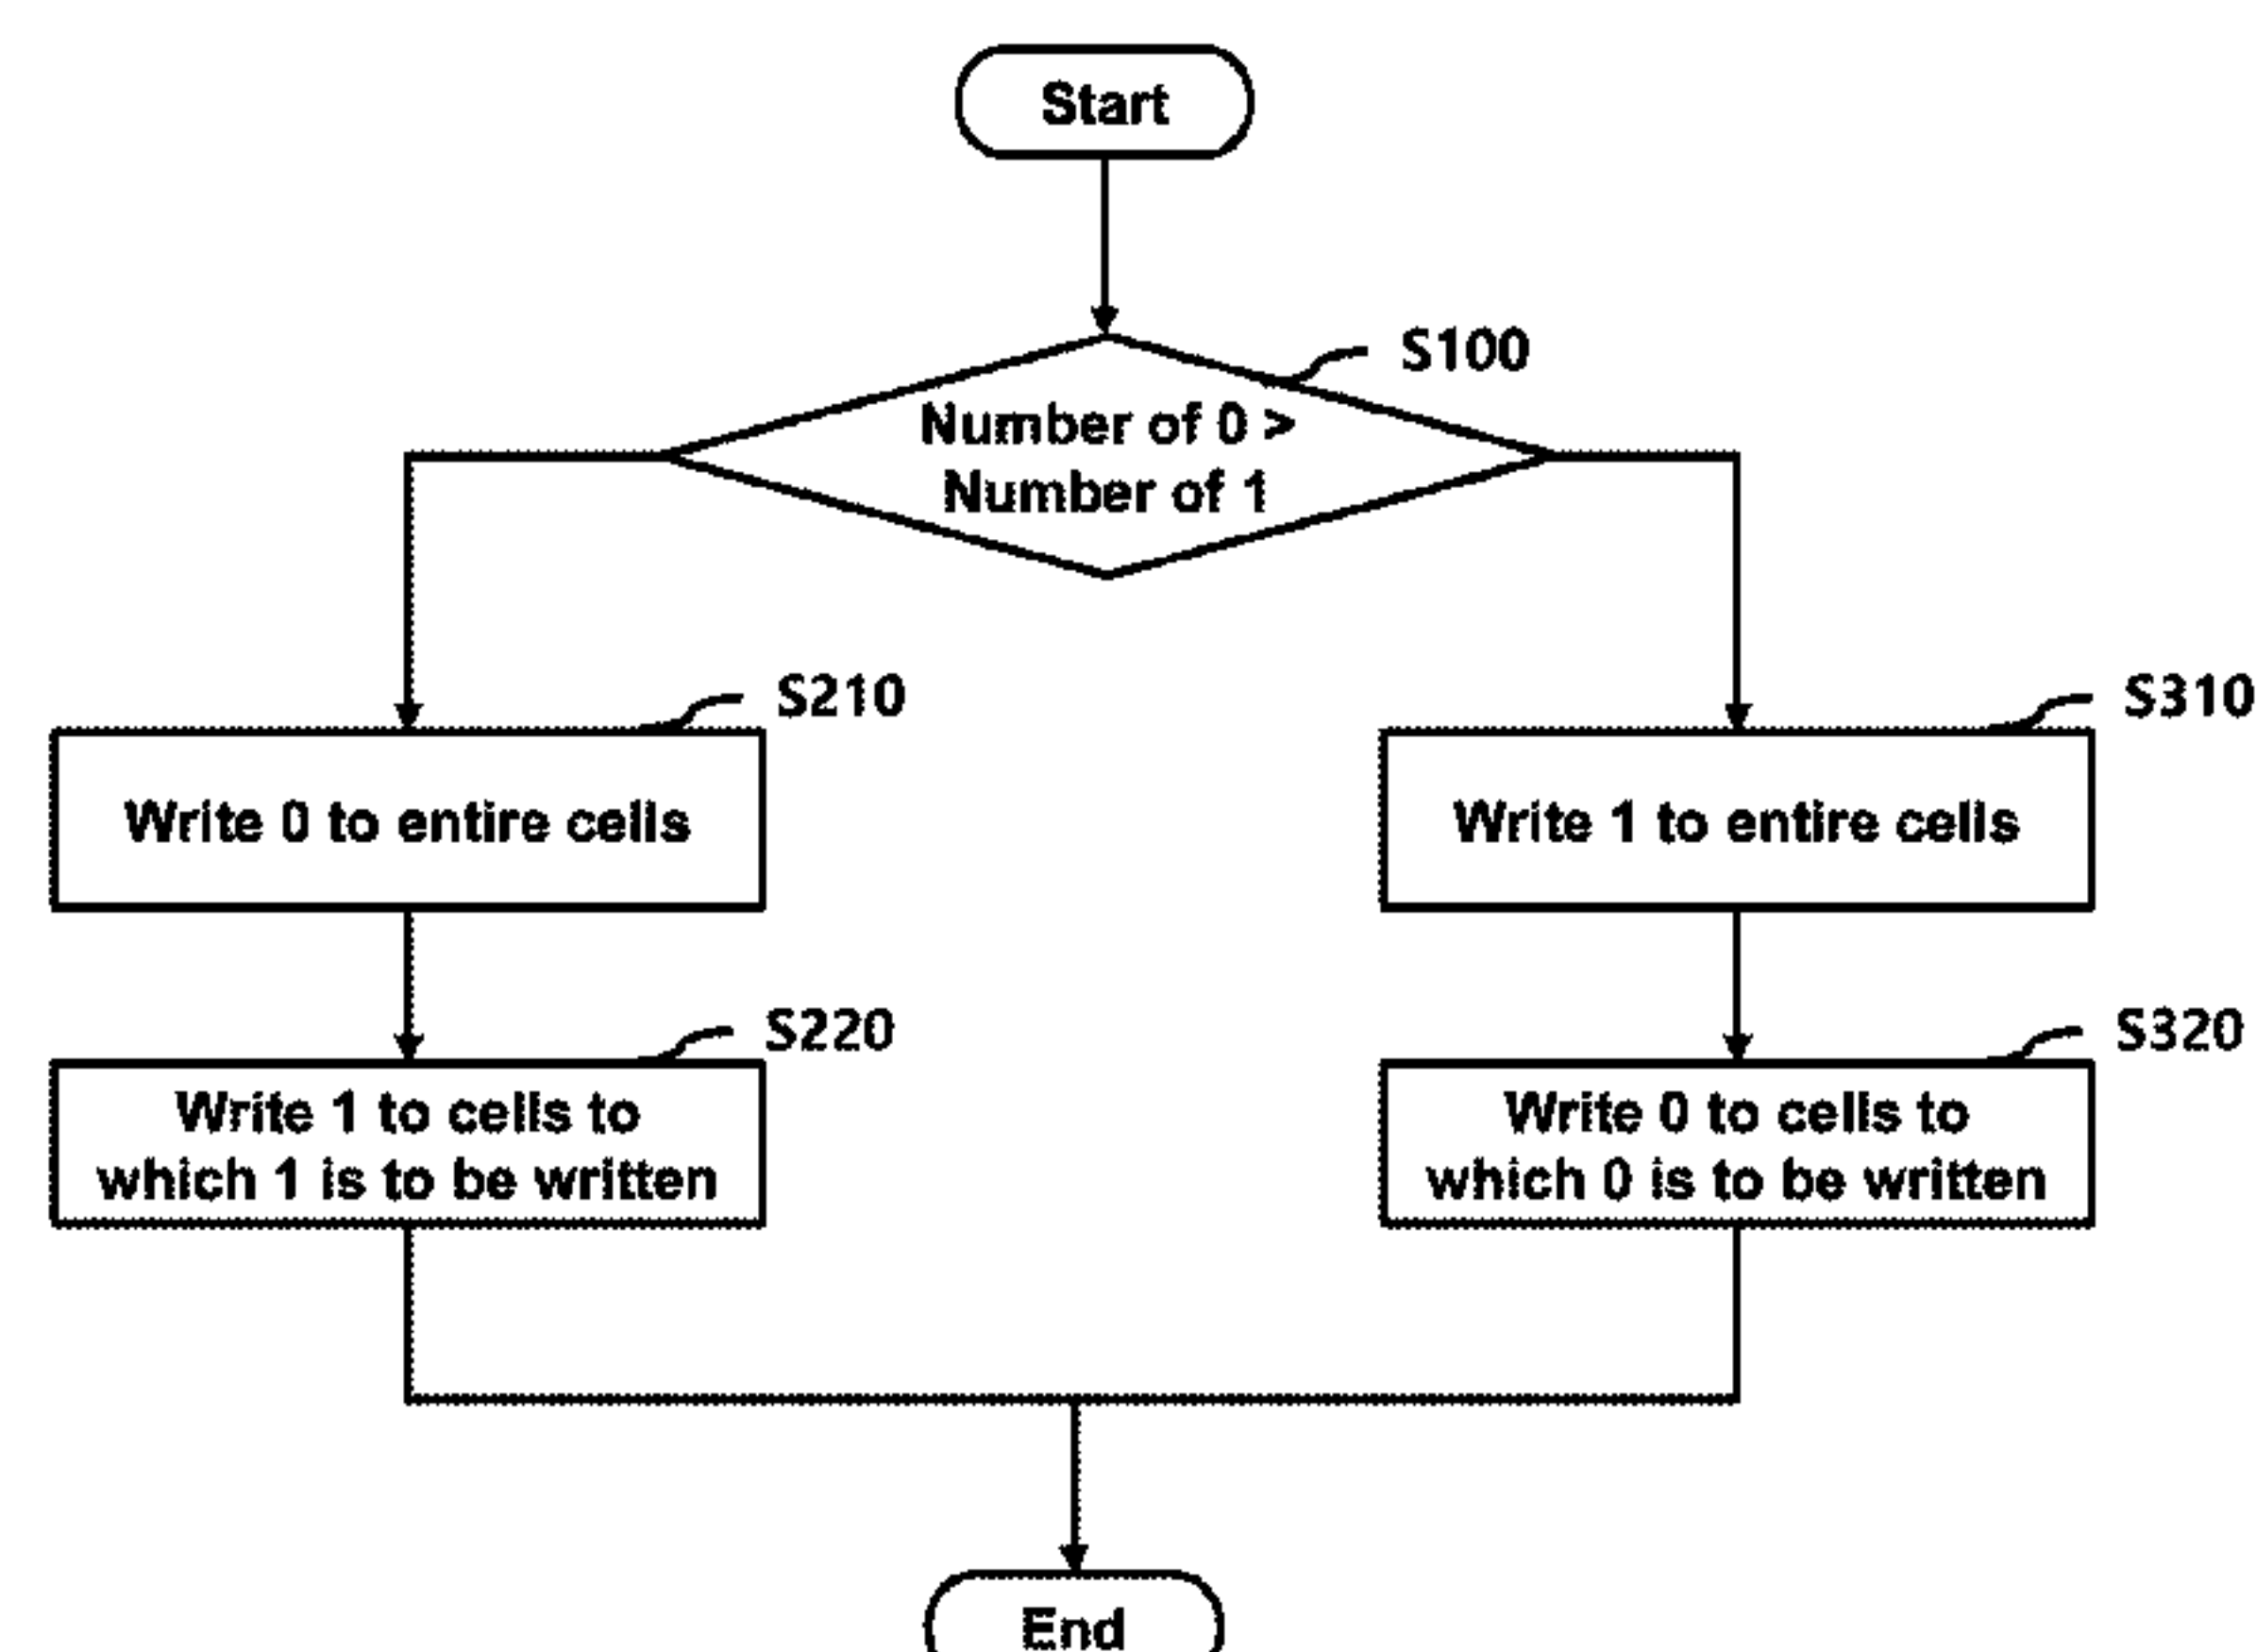 Start
S100
Number of 0 >
Number of 1
S210
S310
Write 0 to entire cells
Write 1 to entire cells
S220
S320
Write 1 to cells to
which 1 is to be written
Write 0 to cells to
which 0 is to be written
End